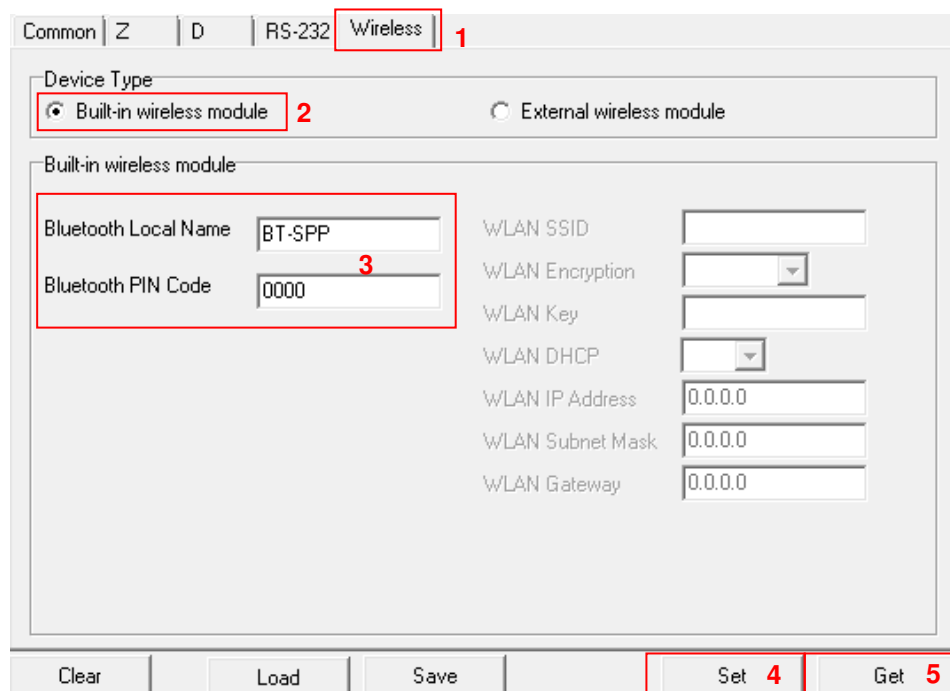 Common Z D RS-232 Wireless 1
Device Type
Built-in wireless module 2 External wireless module
Built-in wireless module
Bluetooth Local Name BT-SPP WLAN SSID
3
WLAN Encryption
Bluetooth PIN Code 0000
WLAN Key
WLAN DHCP
WLAN IP Address 0.0.0.0
WLAN Subnet Mask 0.0.0.0
WLAN Gateway 0.0.0.0
Clear Load Save Set 4 Get 5